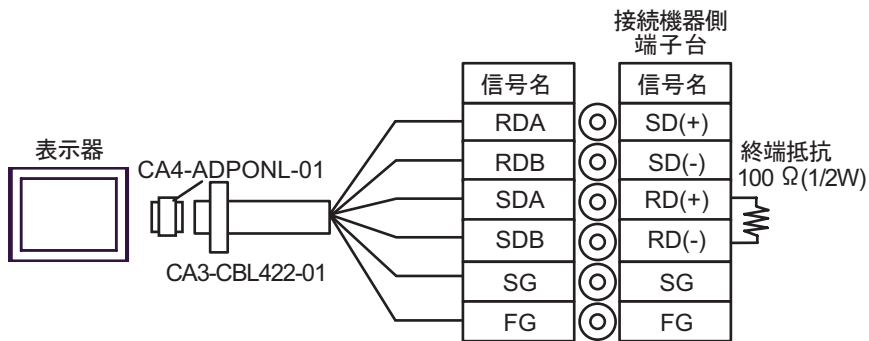 接続機器側
端子台
信号名 信号名
RDA SD(+)
RDB SD(-)
SDA RD(+)
SDB RD(-)
SG SG
FG FG
表示器
CA4-ADPONL-01
CA3-CBL422-01
終端抵抗
100 Ω(1/2W)